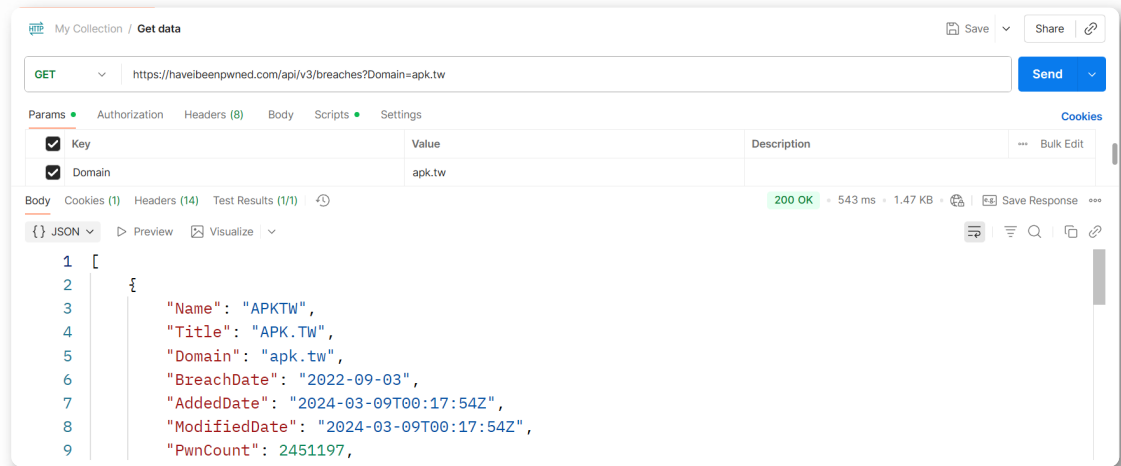 HTTP My Collection / Get data Save Share
GET https://haveibeenpwned.com/api/v3/breaches?Domain=apk.tw Send
Params Authorization Headers (8) Body Scripts Settings Cookies
Key Value Description Bulk Edit
Domain apk.tw
Body Cookies (1) Headers (14) Test Results (1/1) 200 OK 543 ms 1.47 KB e.g. Save Response
{} JSON Preview Visualize
1 [
2 {
3 "Name": "APKTW",
4 "Title": "APK.TW",
5 "Domain": "apk.tw",
6 "BreachDate": "2022-09-03",
7 "AddedDate": "2024-03-09T00:17:54Z",
8 "ModifiedDate": "2024-03-09T00:17:54Z",
9 "PwnCount": 2451197,